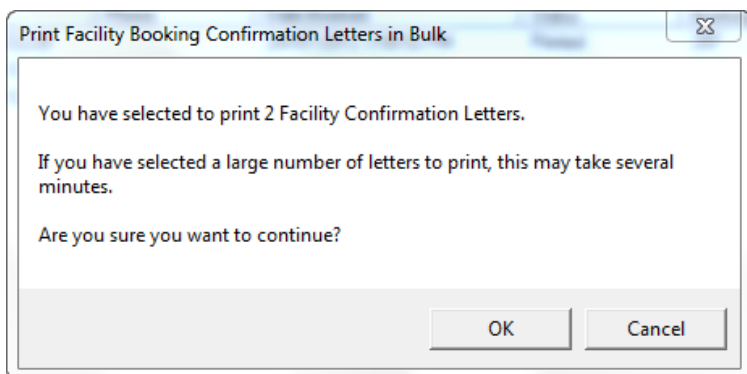 Print Facility Booking Confirmation Letters in Bulk
You have selected to print 2 Facility Confirmation Letters.
If you have selected a large number of letters to print, this may take several
minutes.
Are you sure you want to continue?
OK Cancel